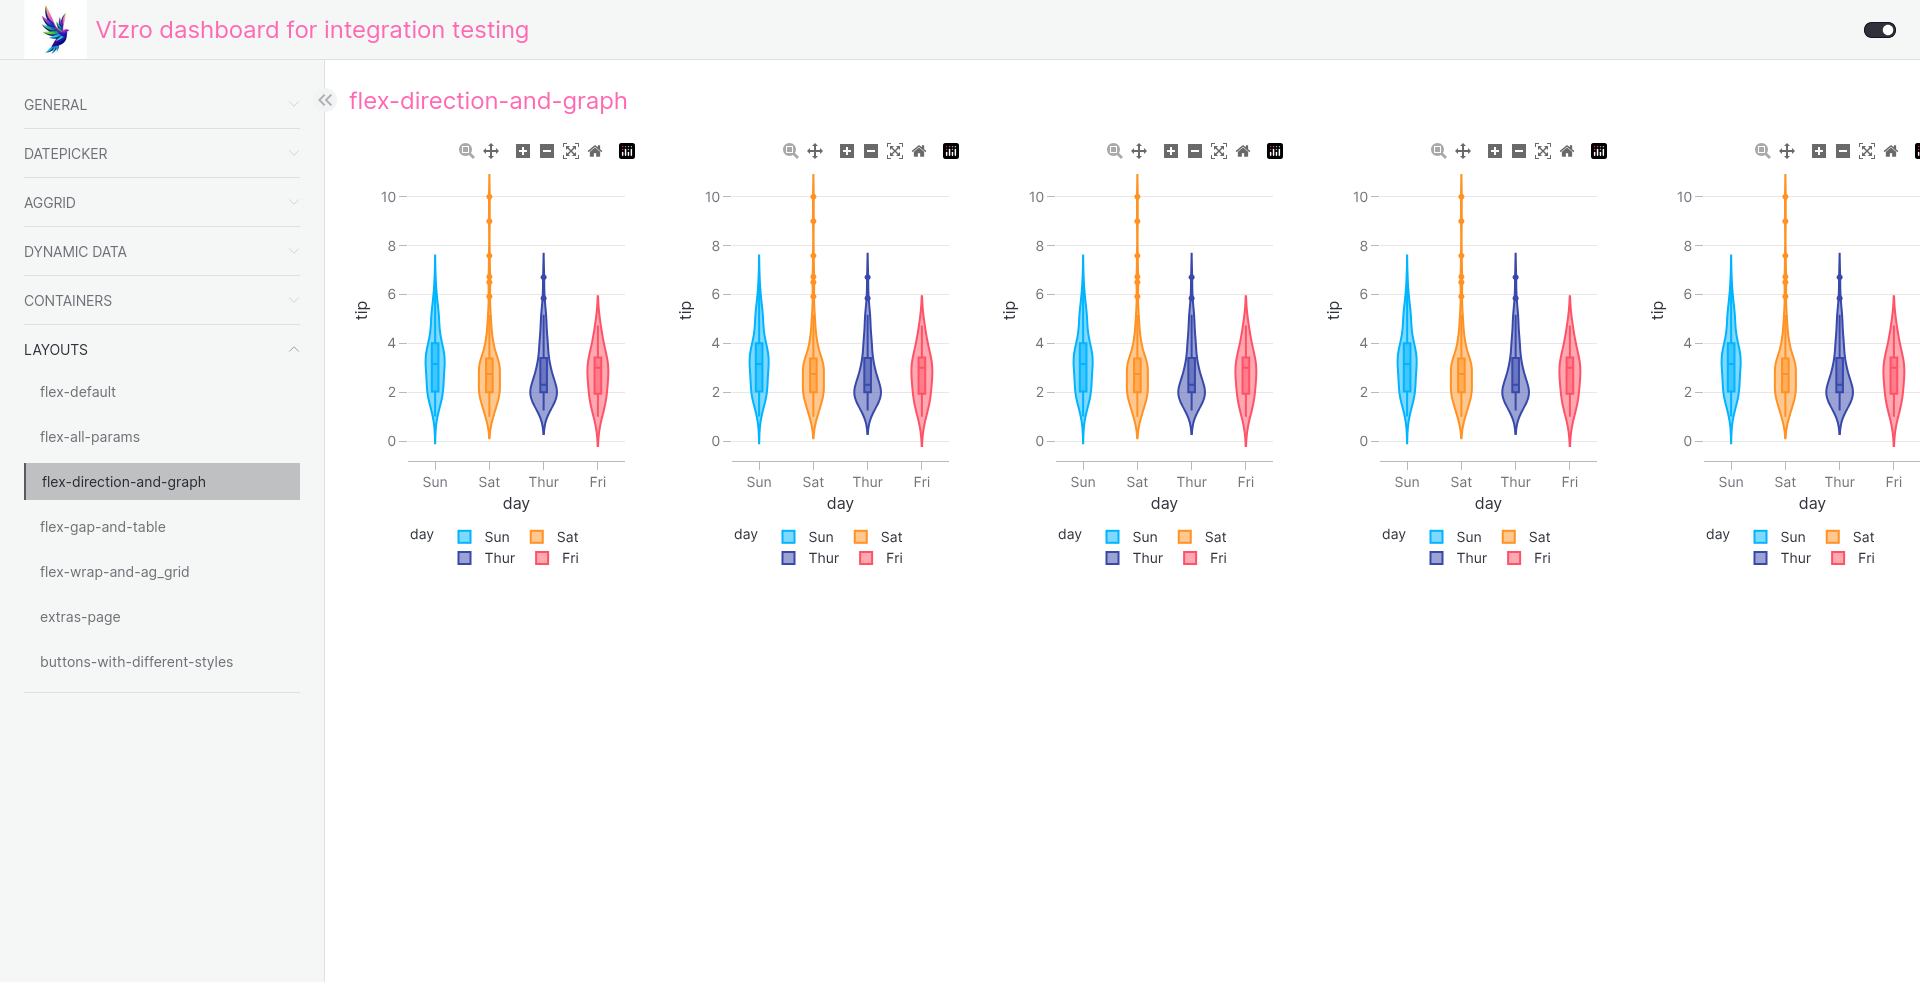 Vizro dashboard for integration testing
GENERAL
DATEPICKER
AGGRID
DYNAMIC DATA
CONTAINERS
LAYOUTS
flex-default
flex-all-params
flex-direction-and-graph
flex-gap-and-table
flex-wrap-and-ag_grid
extras-page
buttons-with-different-styles
flex-direction-and-graph
10
8
6
4
2
0
tip
Sun Sat Thur Fri
day
day Sun Sat
Thur Fri
10
8
6
4
2
0
tip
Sun Sat Thur Fri
day
day Sun Sat
Thur Fri
10
8
6
4
2
0
tip
Sun Sat Thur Fri
day
day Sun Sat
Thur Fri
10
8
6
4
2
0
tip
Sun Sat Thur Fri
day
day Sun Sat
Thur Fri
10
8
6
4
2
0
tip
Sun Sat Thur Fri
day
day Sun Sat
Thur Fri